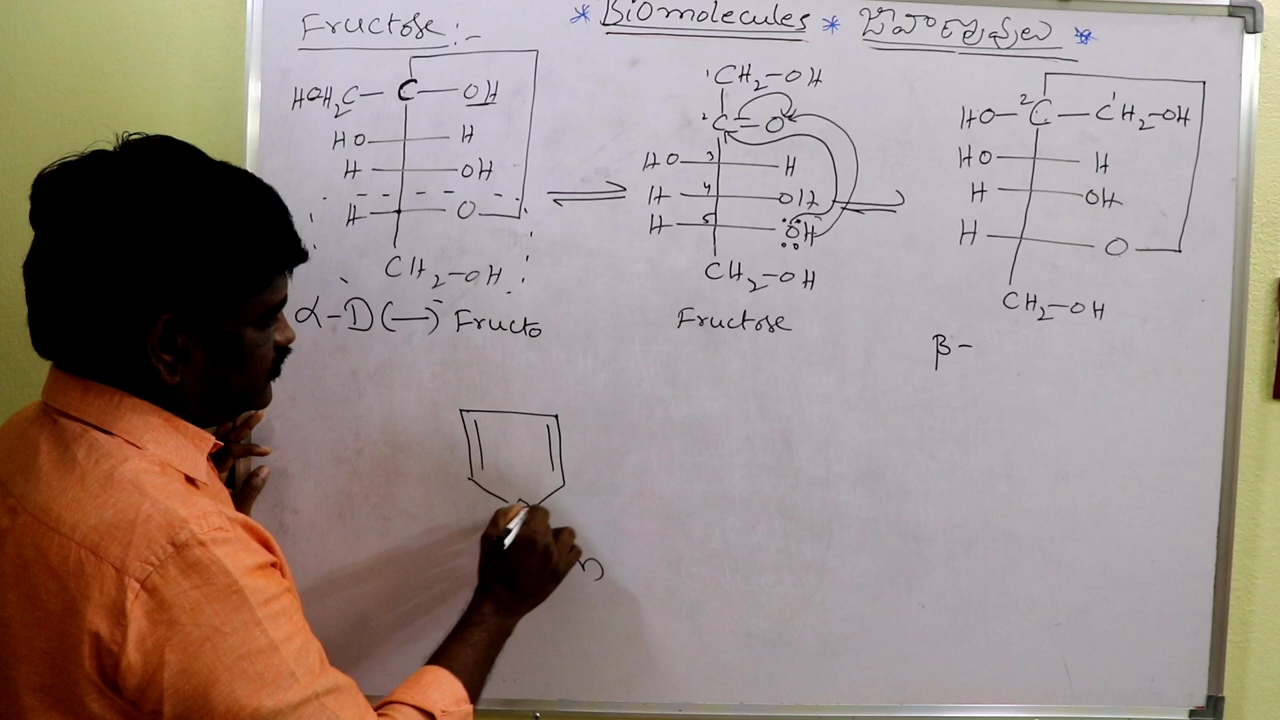 Fructose:-
* Biomolecules * జీవాణువులు *
HOH₂C – C – OH
HO H
H OH
H O
CH₂-OH
α-D(-) Fructo
¹CH₂-OH
²C=O
HO 3 H
H 4 OH
H 5 OH
CH₂-OH
Fructose
HO-²C-C¹H₂-OH
HO H
H OH
H O
CH₂-OH
β-